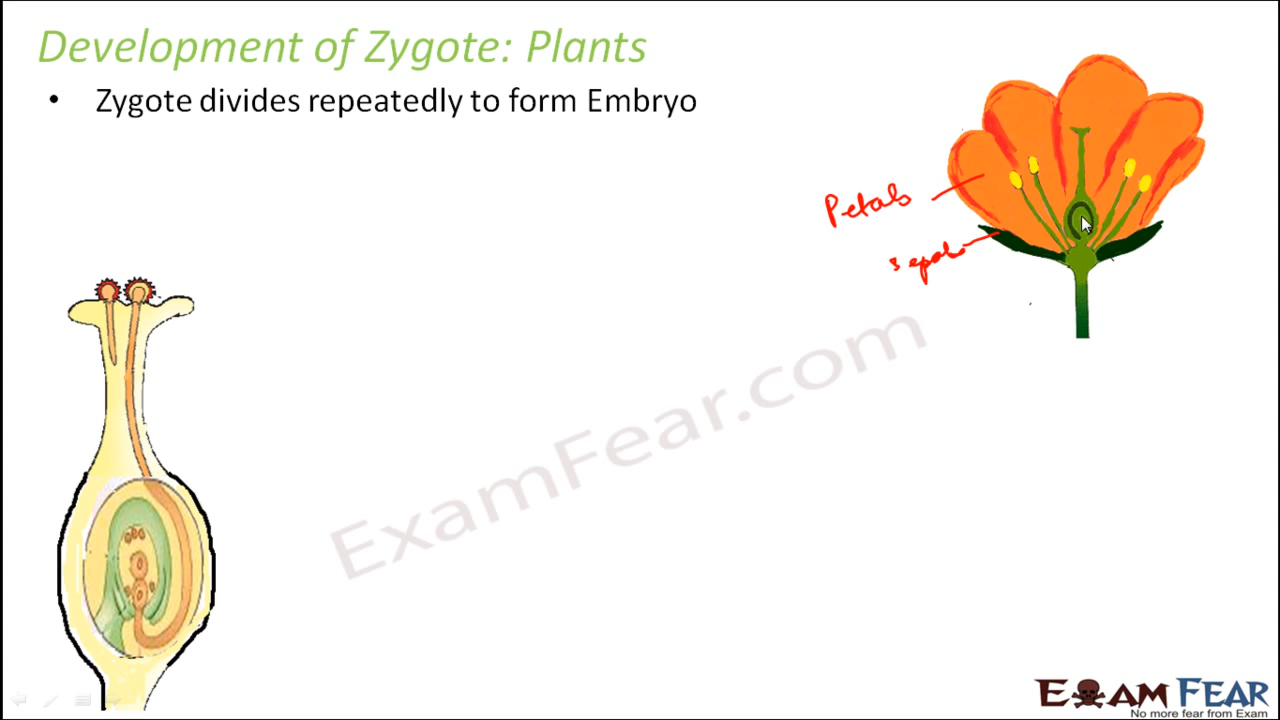 Development of Zygote: Plants
• Zygote divides repeatedly to form Embryo
Petals
sepals
ExamFear.com
EXAM FEAR
No more fear from Exam